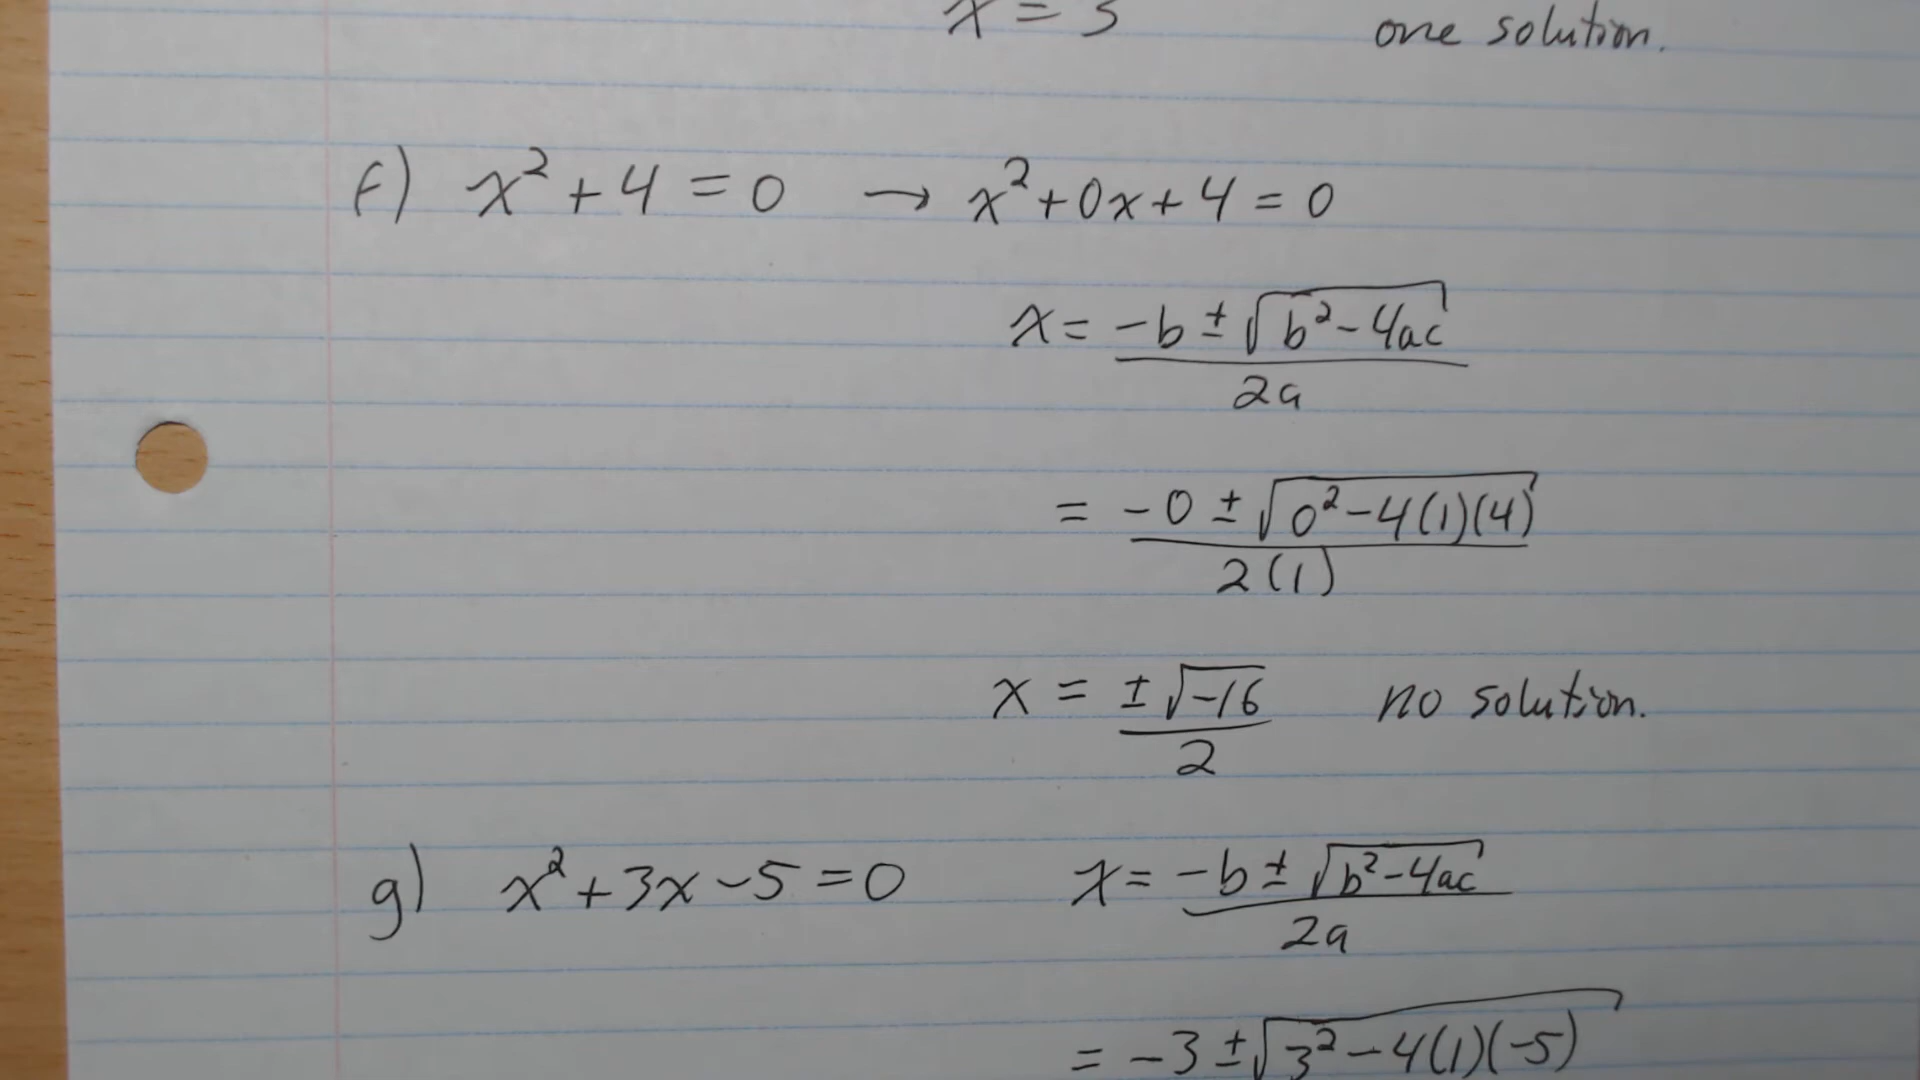 x = 3 one solution.
f) x² + 4 = 0 → x² + 0x + 4 = 0
x = -b ± √b² - 4ac
2a
= -0 ± √0² - 4(1)(4)
2(1)
x = ± √-16 no solution.
2
g) x² + 3x - 5 = 0 x = -b ± √b² - 4ac
2a
= -3 ± √3² - 4(1)(-5)